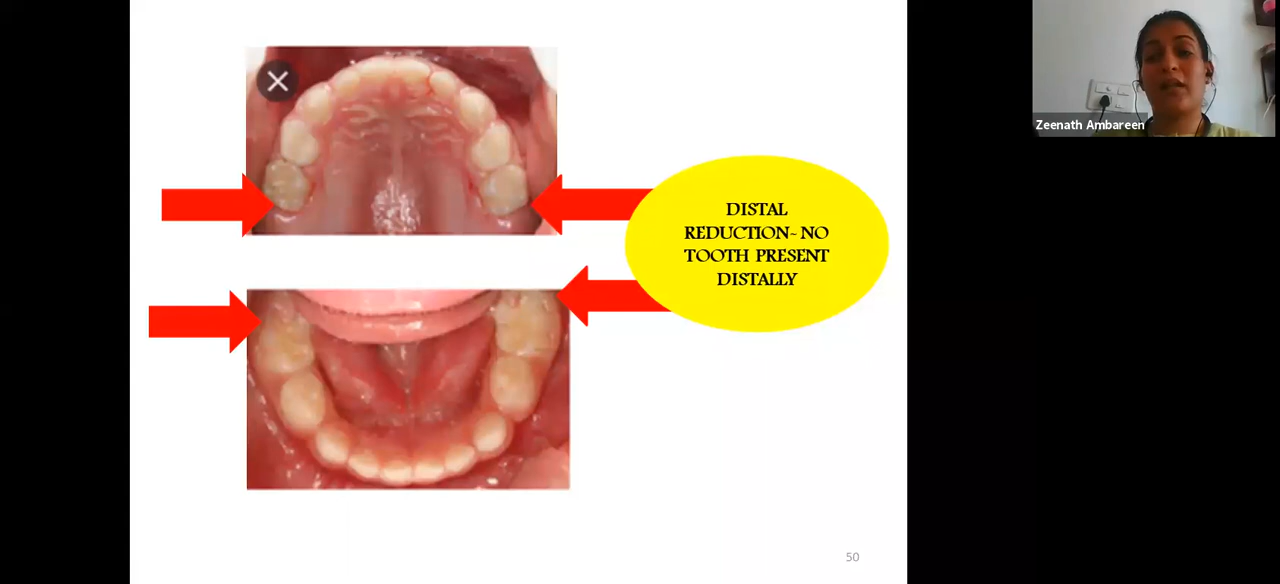 Zeenath Ambareen
DISTAL
REDUCTION- NO
TOOTH PRESENT
DISTALLY
50